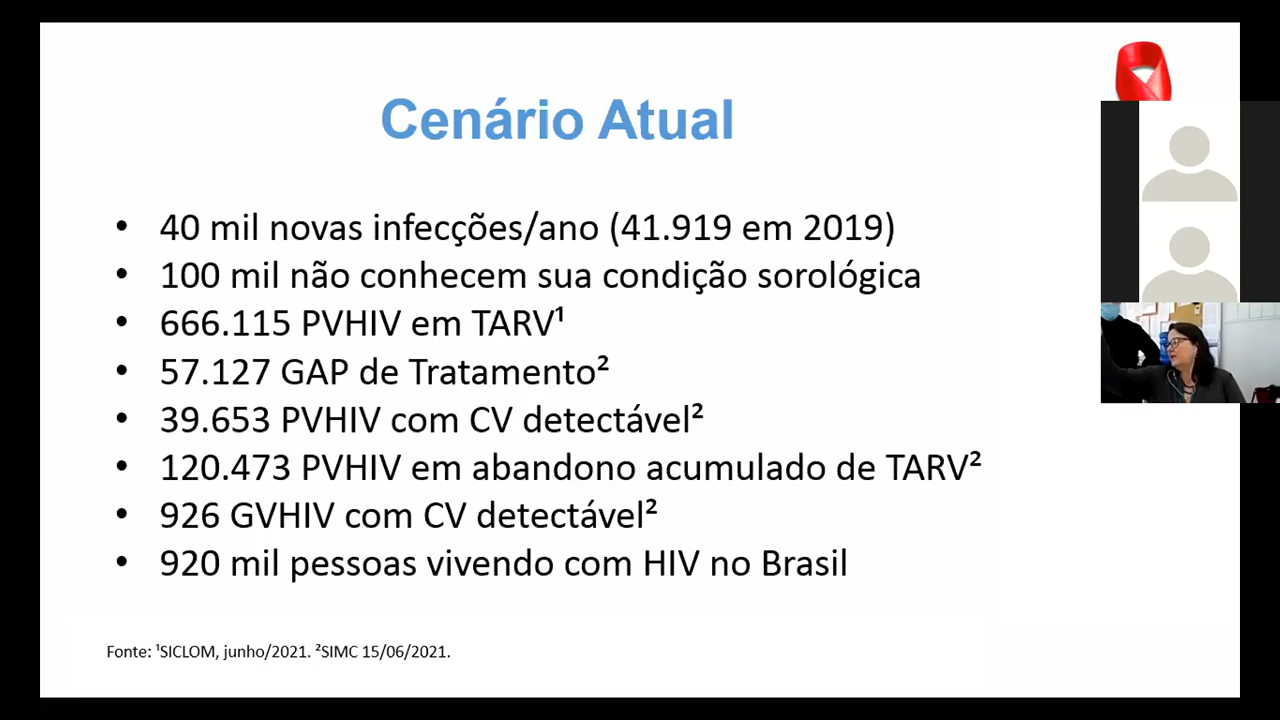 Cenário Atual
• 40 mil novas infecções/ano (41.919 em 2019)
• 100 mil não conhecem sua condição sorológica
• 666.115 PVHIV em TARV¹
• 57.127 GAP de Tratamento²
• 39.653 PVHIV com CV detectável²
• 120.473 PVHIV em abandono acumulado de TARV²
• 926 GVHIV com CV detectável²
• 920 mil pessoas vivendo com HIV no Brasil
Fonte: ¹SICLOM, junho/2021. ²SIMC 15/06/2021.